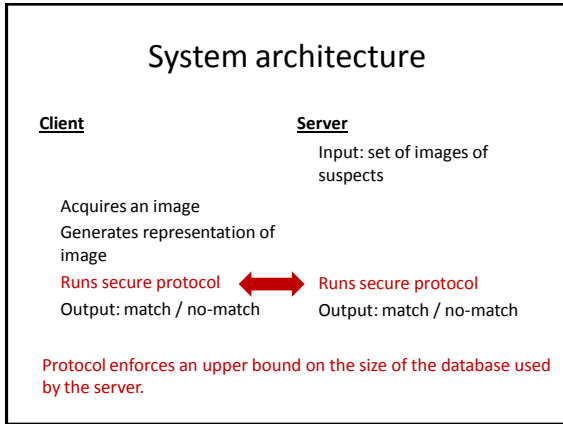 System architecture
Client
Server
Input: set of images of
suspects
Acquires an image
Generates representation of
image
Runs secure protocol
Runs secure protocol
Output: match / no-match
Output: match / no-match
Protocol enforces an upper bound on the size of the database used
by the server.